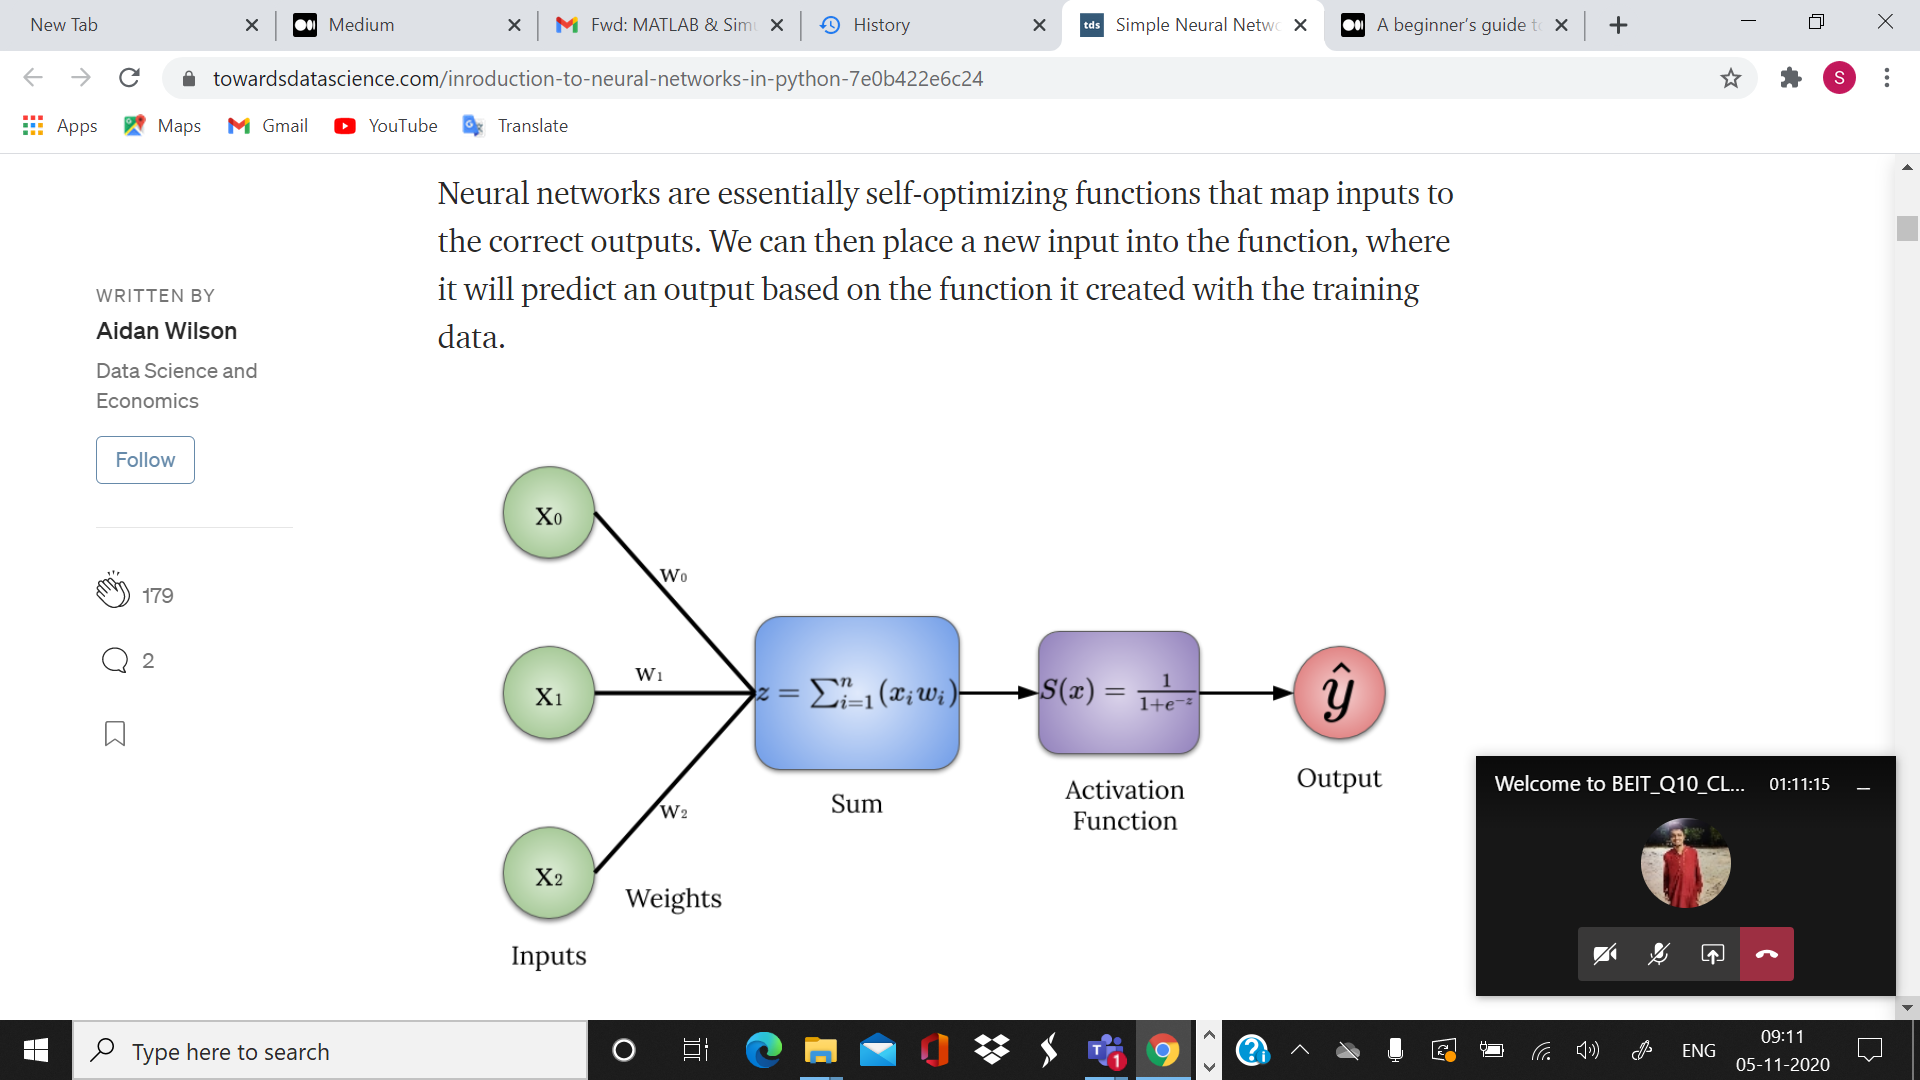 New Tab
Medium
Fwd: MATLAB & Simu
History
tds
Simple Neural Netwo
A beginner's guide to
towardsdatascience.com/inroduction-to-neural-networks-in-python-7e0b422e6c24
S
Apps
Maps
Gmail
YouTube
Translate
Neural networks are essentially self-optimizing functions that map inputs to
the correct outputs. We can then place a new input into the function, where
it will predict an output based on the function it created with the training
data.
WRITTEN BY
Aidan Wilson
Data Science and
Economics
Follow
179
2
X₀
W₀
X₁
W₁
X₂
W₂
z = ∑ⁿᵢ₌₁(xᵢwᵢ)
S(x) = 1/(1+e⁻ᶻ)
ŷ
Sum
Activation
Function
Output
Weights
Inputs
Welcome to BEIT_Q10_CL...
01:11:15
Type here to search
1
ENG
09:11
05-11-2020